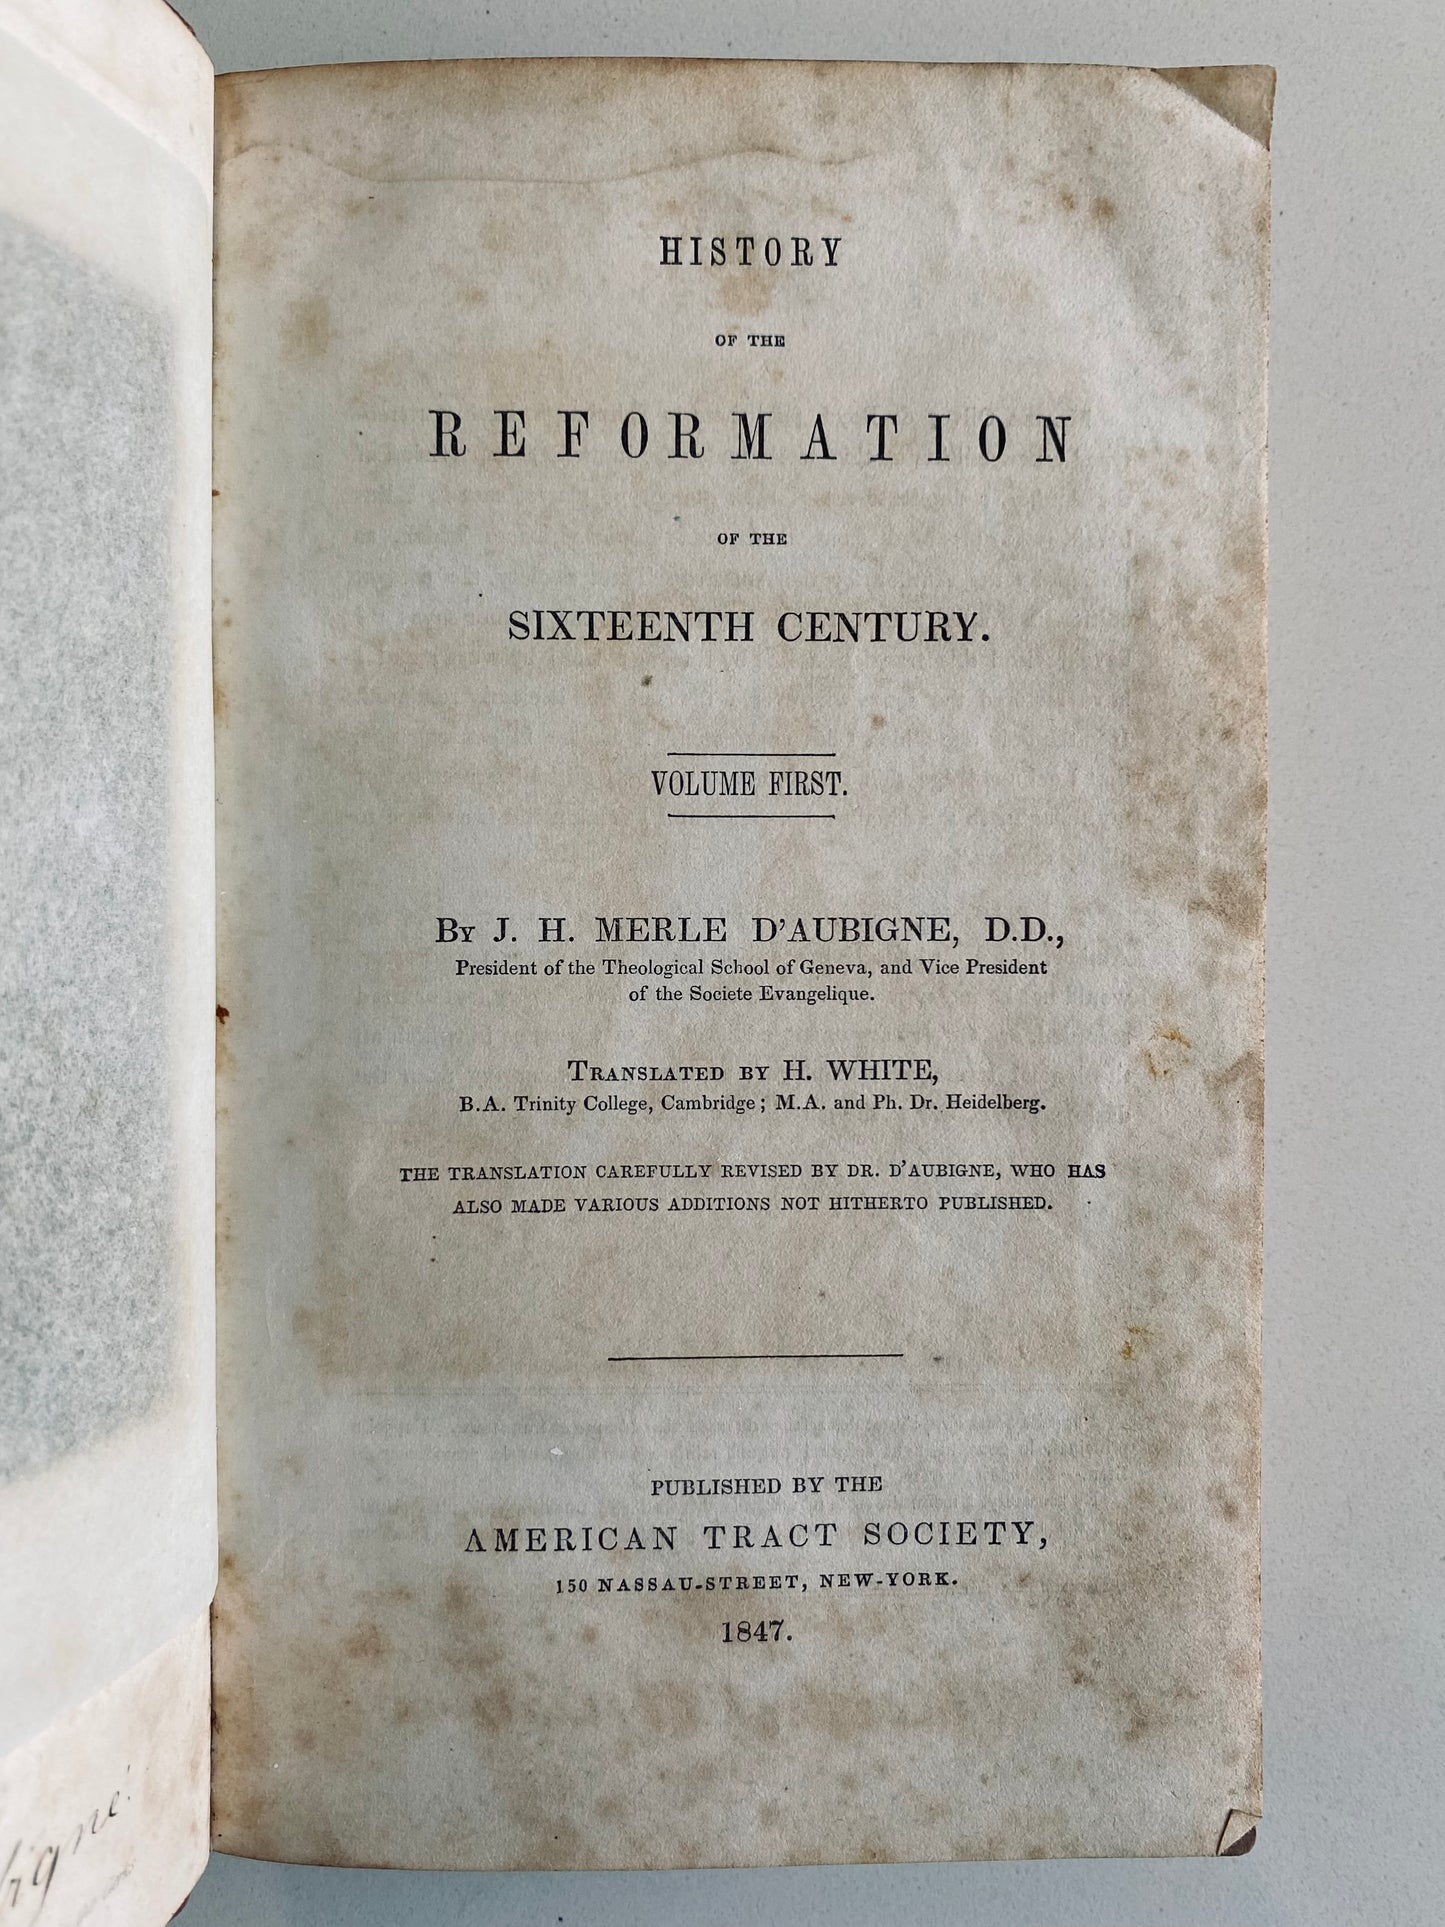 HISTORY
OF THE
REFORMATION
OF THE
SIXTEENTH CENTURY.
VOLUME FIRST.
BY J. H. MERLE D'AUBIGNE, D.D.,
President of the Theological School of Geneva, and Vice President
of the Societe Evangelique.
TRANSLATED BY H. WHITE,
B.A. Trinity College, Cambridge; M.A. and Ph. Dr. Heidelberg.
THE TRANSLATION CAREFULLY REVISED BY DR. D'AUBIGNE, WHO HAS
ALSO MADE VARIOUS ADDITIONS NOT HITHERTO PUBLISHED.
PUBLISHED BY THE
AMERICAN TRACT SOCIETY,
150 NASSAU-STREET, NEW-YORK.
1847.